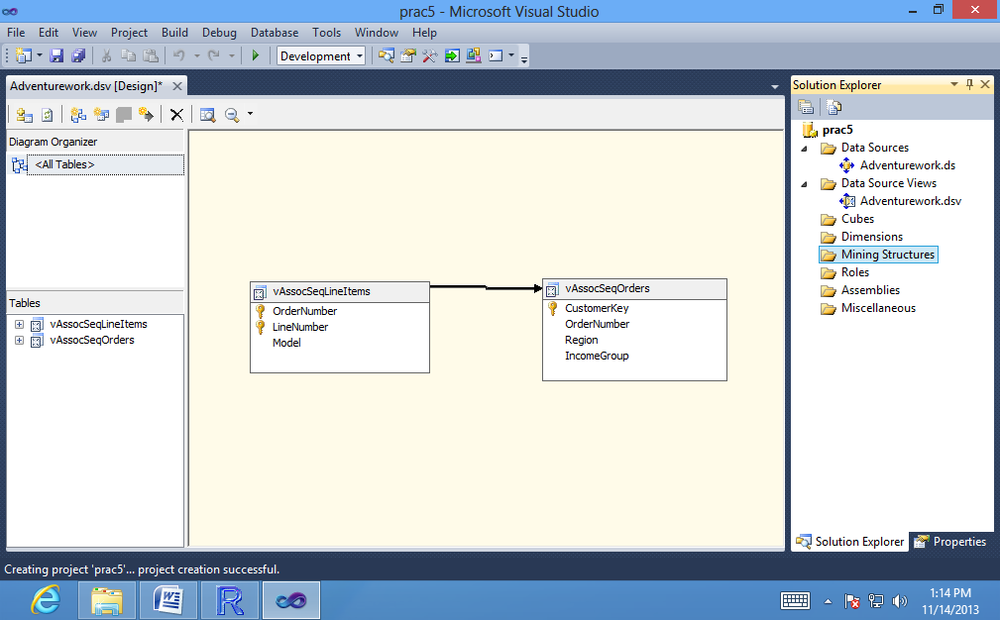 prac5 - Microsoft Visual Studio
File Edit View Project Build Debug Database Tools Window Help
Development
Adventurework.dsv [Design]*
Diagram Organizer
<All Tables>
Tables
vAssocSeqLineItems
vAssocSeqOrders
vAssocSeqLineItems
OrderNumber
LineNumber
Model
vAssocSeqOrders
CustomerKey
OrderNumber
Region
IncomeGroup
Solution Explorer
prac5
Data Sources
Adventurework.ds
Data Source Views
Adventurework.dsv
Cubes
Dimensions
Mining Structures
Roles
Assemblies
Miscellaneous
Solution Explorer Properties
Creating project 'prac5'... project creation successful.
1:14 PM
11/14/2013